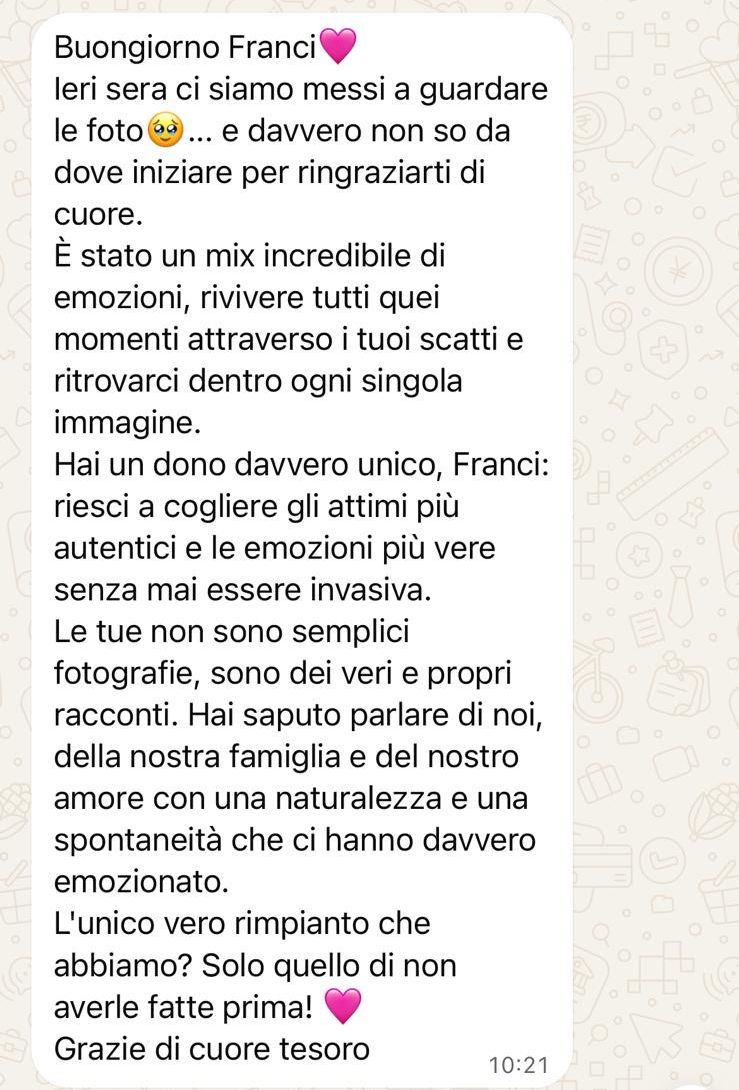 Buongiorno Franci🩷
Ieri sera ci siamo messi a guardare
le foto🥹... e davvero non so da
dove iniziare per ringraziarti di
cuore.
È stato un mix incredibile di
emozioni, rivivere tutti quei
momenti attraverso i tuoi scatti e
ritrovarci dentro ogni singola
immagine.
Hai un dono davvero unico, Franci:
riesci a cogliere gli attimi più
autentici e le emozioni più vere
senza mai essere invasiva.
Le tue non sono semplici
fotografie, sono dei veri e propri
racconti. Hai saputo parlare di noi,
della nostra famiglia e del nostro
amore con una naturalezza e una
spontaneità che ci hanno davvero
emozionato.
L'unico vero rimpianto che
abbiamo? Solo quello di non
averle fatte prima! 🩷
Grazie di cuore tesoro
10:21